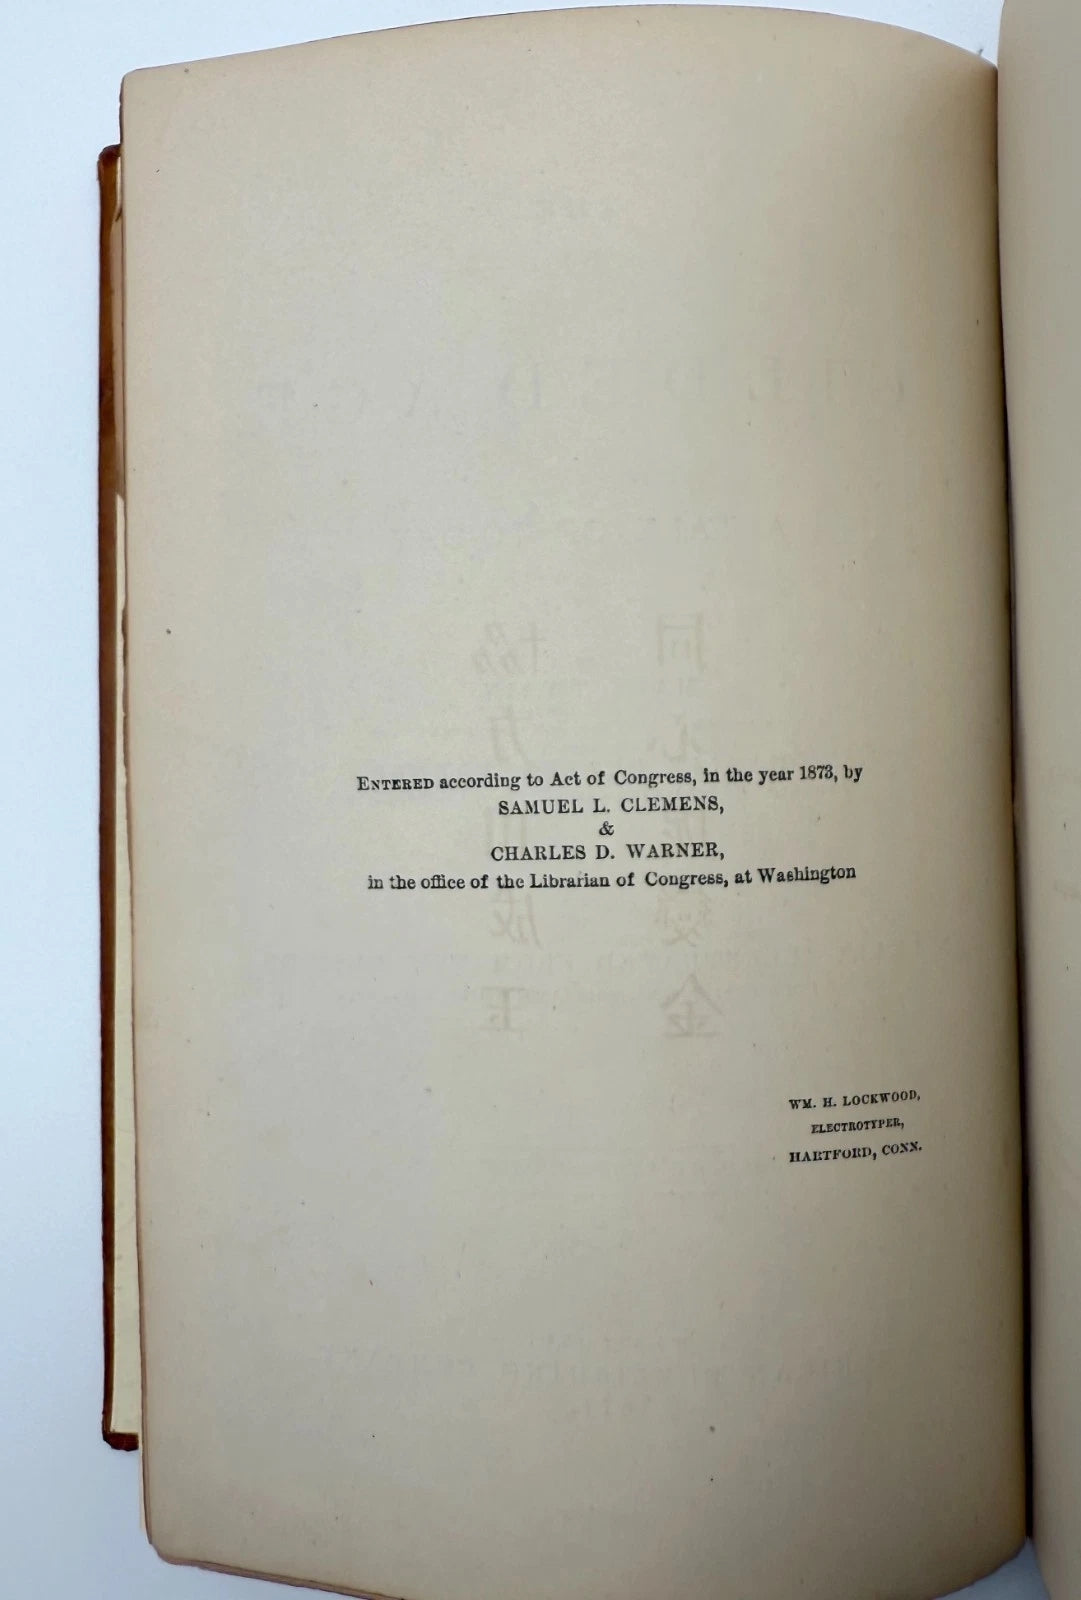 ENTERED according to Act of Congress, in the year 1873, by
SAMUEL L. CLEMENS,
&
CHARLES D. WARNER,
in the office of the Librarian of Congress, at Washington
WM. H. LOCKWOOD,
ELECTROTYPER,
HARTFORD, CONN.